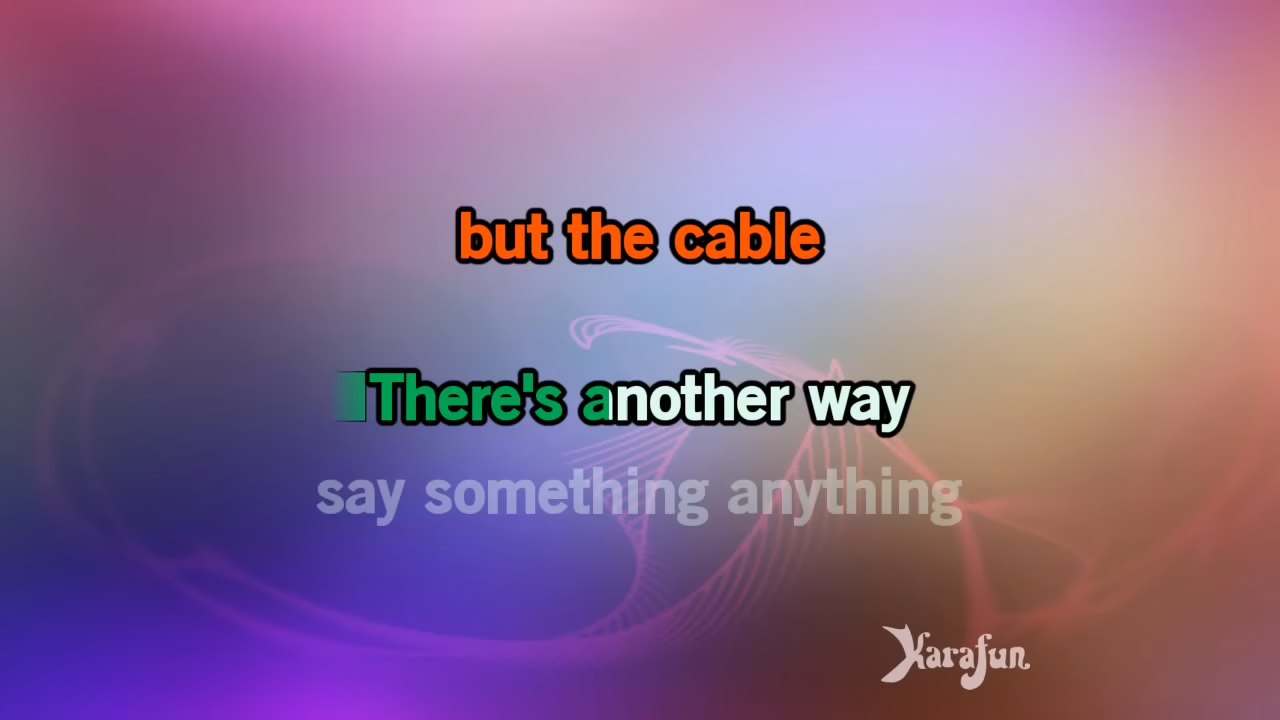 but the cable
There's another way
say something anything
Karafun